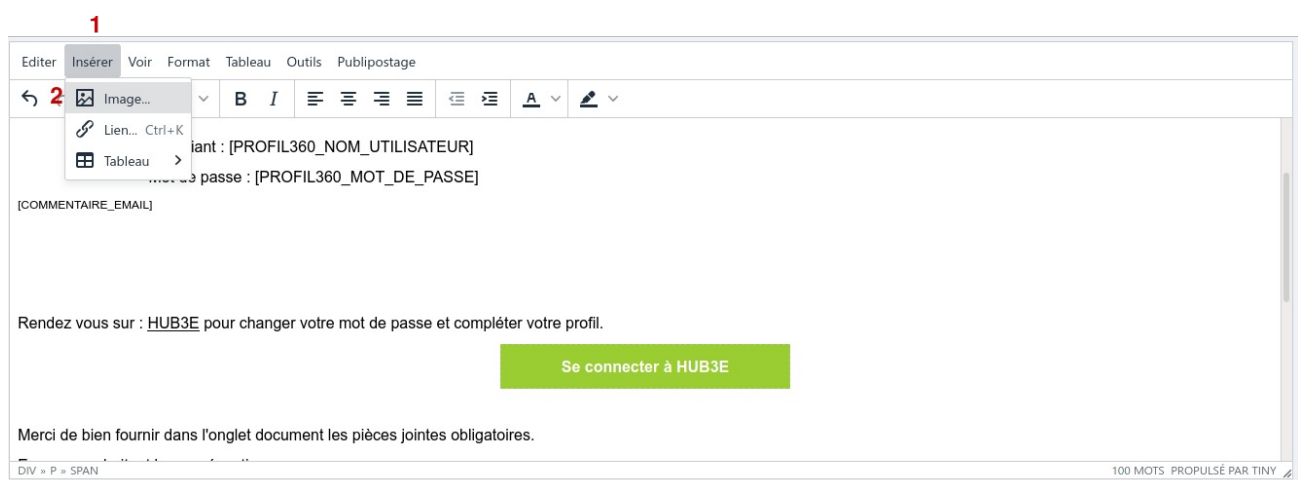 1
Editer Insérer Voir Format Tableau Outils Publipostage
2 Image... B I A
Lien... Ctrl+K
iant : [PROFIL360_NOM_UTILISATEUR]
Tableau
de passe : [PROFIL360_MOT_DE_PASSE]
[COMMENTAIRE_EMAIL]
Rendez vous sur : HUB3E pour changer votre mot de passe et compléter votre profil.
Se connecter à HUB3E
Merci de bien fournir dans l'onglet document les pièces jointes obligatoires.
DIV » P » SPAN 100 MOTS PROPULSÉ PAR TINY